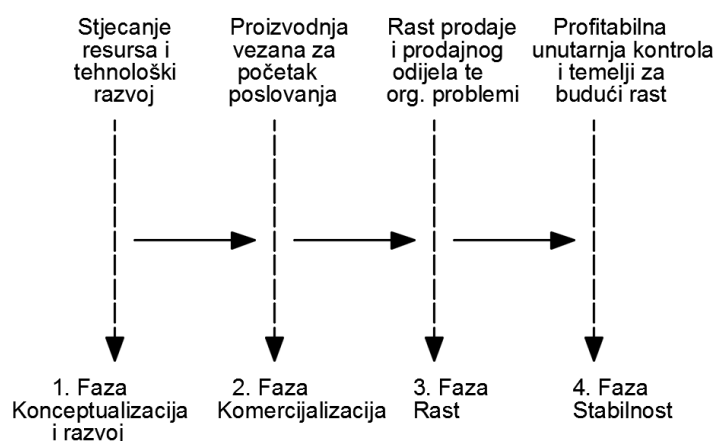 Stjecanje
resursa i
tehnološki
razvoj
Proizvodnja
vezana za
početak
poslovanja
Rast prodaje
i prodajnog
odijela te
org. problemi
Profitabilna
unutarnja kontrola
i temelji za
budući rast
1. Faza
Konceptualizacija
i razvoj
2. Faza
Komercijalizacija
3. Faza
Rast
4. Faza
Stabilnost